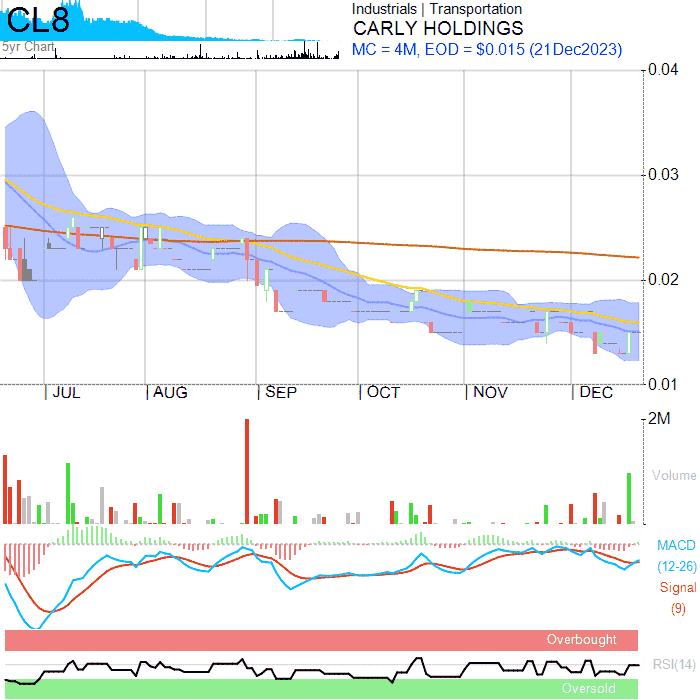 CL8
5yr Chart
Industrials | Transportation
CARLY HOLDINGS
MC = 4M, EOD = $0.015 (21Dec2023)
0.04
0.03
0.02
0.01
JUL AUG SEP OCT NOV DEC
2M
Volume
MACD
(12-26)
Signal
(9)
Overbought
RSI(14)
Oversold